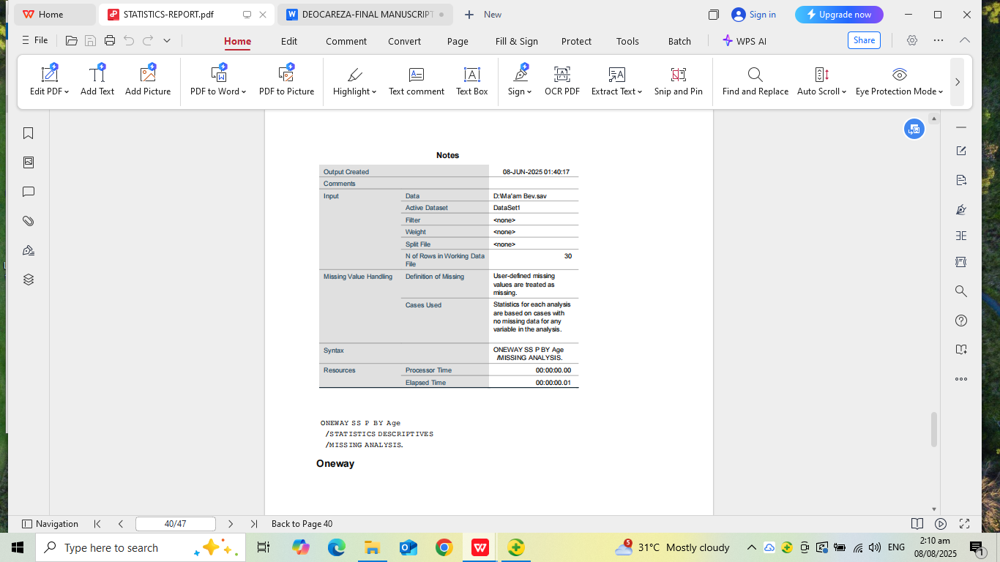 Home
STATISTICS-REPORT.pdf
DEOCAREZA-FINAL MANUSCRIPT
New
Sign in
Upgrade now
File
Home
Edit
Comment
Convert
Page
Fill & Sign
Protect
Tools
Batch
WPS AI
Share
Edit PDF
Add Text
Add Picture
PDF to Word
PDF to Picture
Highlight
Text comment
Text Box
Sign
OCR PDF
Extract Text
Snip and Pin
Find and Replace
Auto Scroll
Eye Protection Mode
Notes
Output Created 08-JUN-2025 01:40:17
Comments
Input Data D:\Ma'am Bev.sav
Active Dataset DataSet1
Filter <none>
Weight <none>
Split File <none>
N of Rows in Working Data 30
File
Missing Value Handling Definition of Missing User-defined missing
values are treated as
missing.
Cases Used Statistics for each analysis
are based on cases with
no missing data for any
variable in the analysis.
Syntax ONEWAY SS P BY Age
/MISSING ANALYSIS.
Resources Processor Time 00:00:00.00
Elapsed Time 00:00:00.01
ONEWAY SS P BY Age
/STATISTICS DESCRIPTIVES
/MISSING ANALYSIS.
Oneway
Navigation
40/47
Back to Page 40
Type here to search
5
31°C Mostly cloudy
ENG
2:10 am
08/08/2025
1